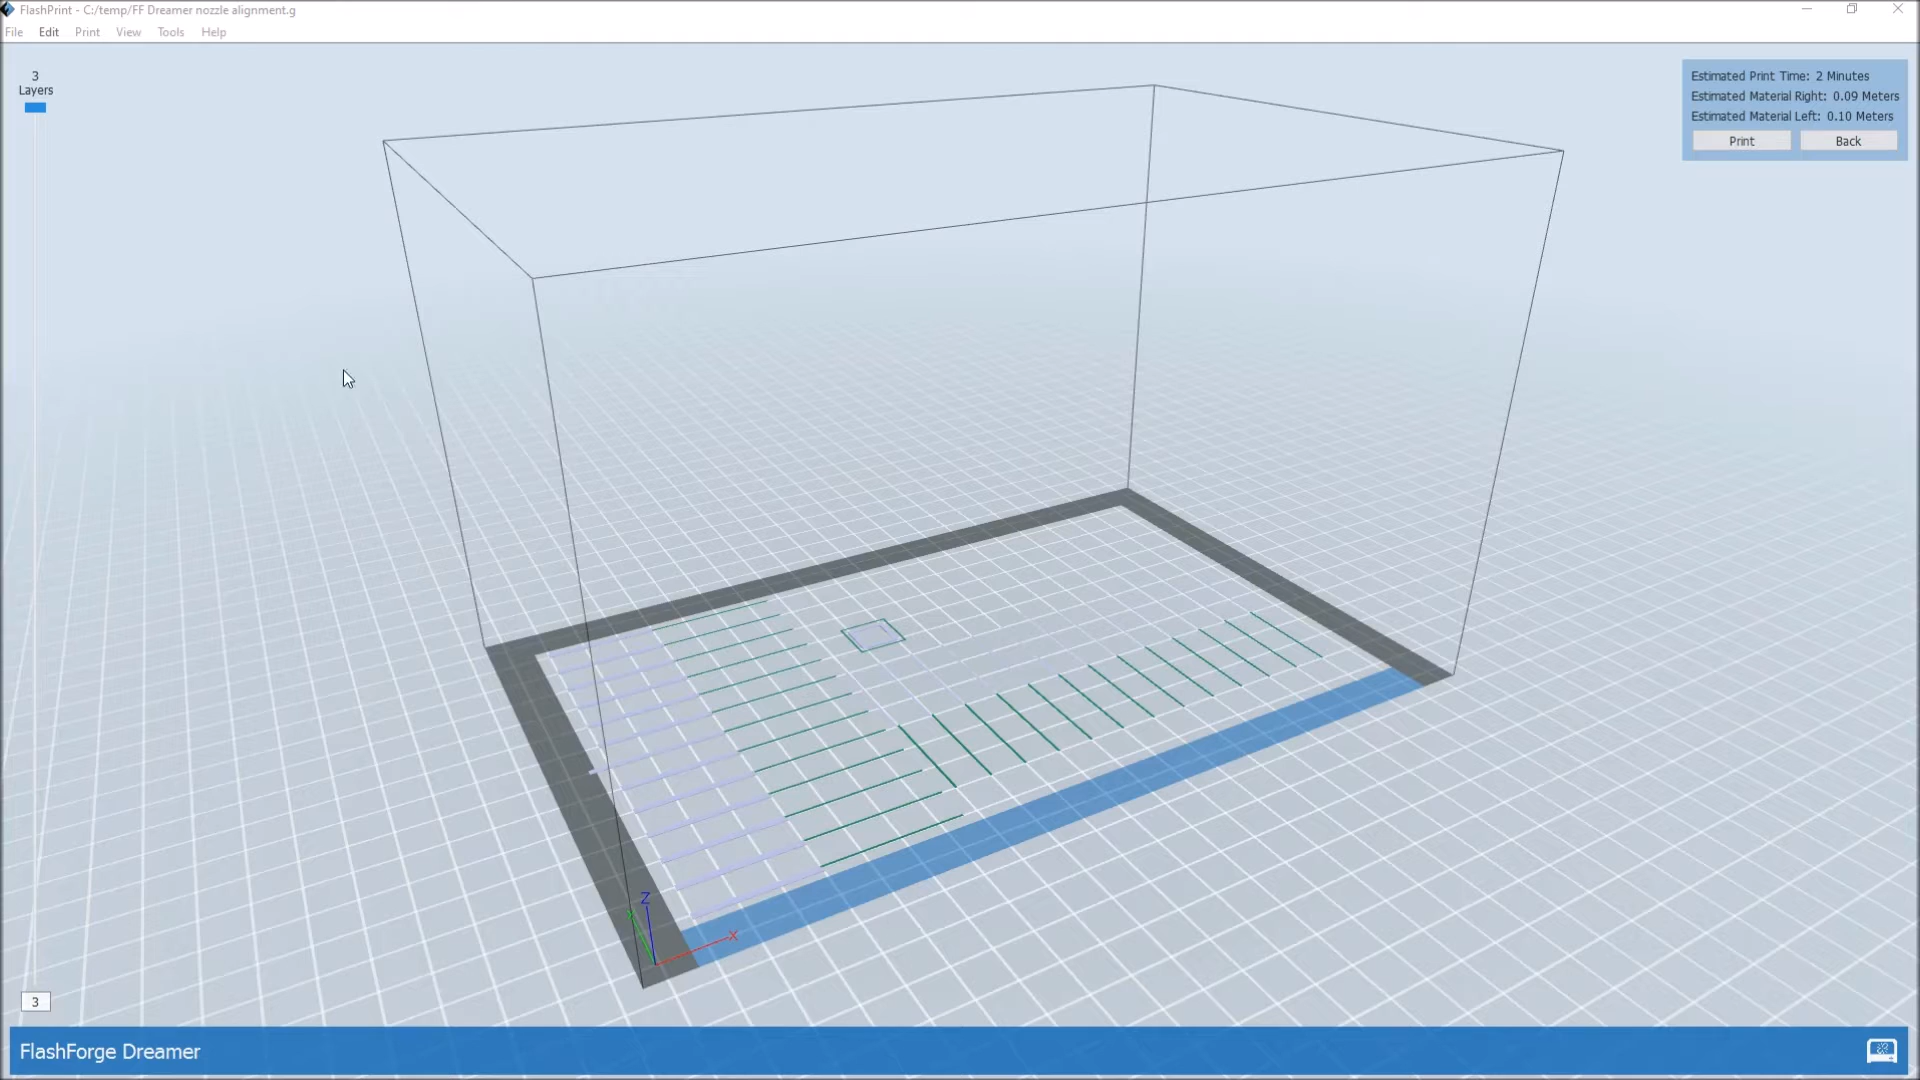 FlashPrint - C:/temp/FF Dreamer nozzle alignment.g
File Edit Print View Tools Help
3
Layers
Estimated Print Time: 2 Minutes
Estimated Material Right: 0.09 Meters
Estimated Material Left: 0.10 Meters
Print Back
Z
X
3
FlashForge Dreamer